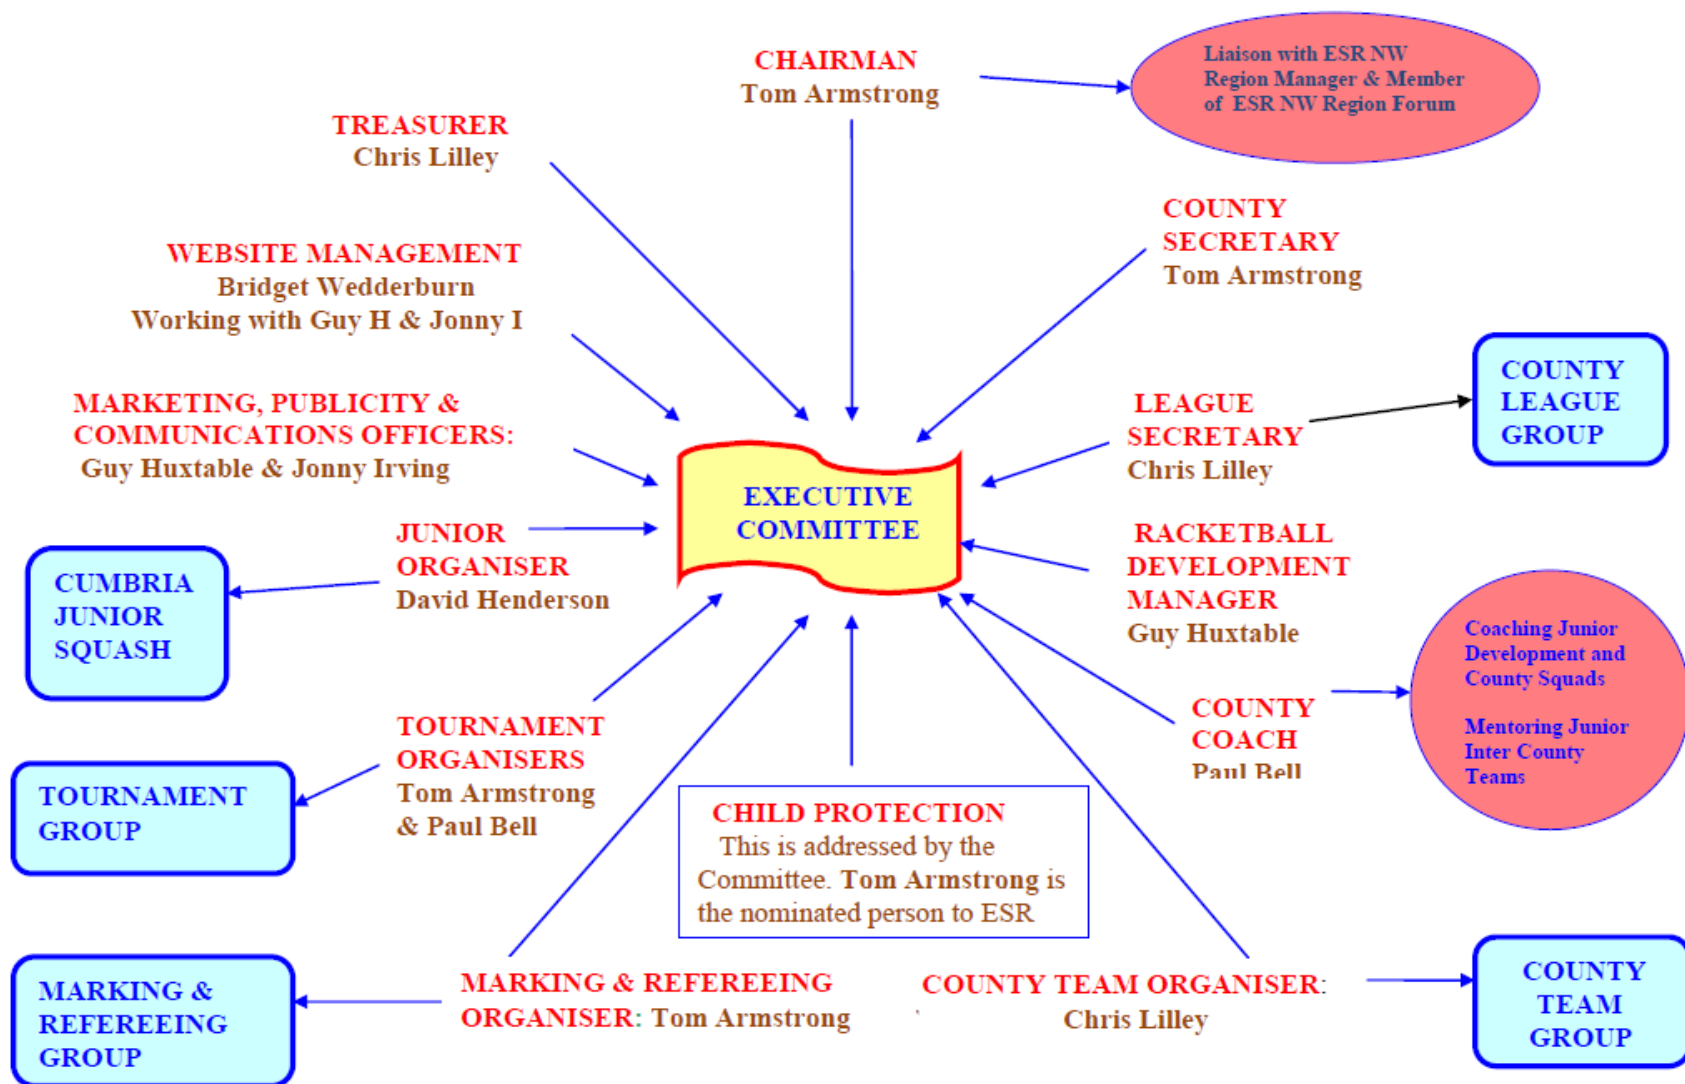 CHAIRMAN
Tom Armstrong
Liaison with ESR NW
Region Manager & Member
of ESR NW Region Forum
TREASURER
Chris Lilley
COUNTY
SECRETARY
Tom Armstrong
WEBSITE MANAGEMENT
Bridget Wedderburn
Working with Guy H & Jonny I
COUNTY
LEAGUE
GROUP
MARKETING, PUBLICITY &
COMMUNICATIONS OFFICERS:
Guy Huxtable & Jonny Irving
LEAGUE
SECRETARY
Chris Lilley
EXECUTIVE
COMMITTEE
JUNIOR
ORGANISER
David Henderson
RACKETBALL
DEVELOPMENT
MANAGER
Guy Huxtable
CUMBRIA
JUNIOR
SQUASH
Coaching Junior
Development and
County Squads
Mentoring Junior
Inter County
Teams
COUNTY
COACH
Paul Bell
TOURNAMENT
ORGANISERS
Tom Armstrong
& Paul Bell
TOURNAMENT
GROUP
CHILD PROTECTION
This is addressed by the
Committee. Tom Armstrong is
the nominated person to ESR
MARKING &
REFEREEING
GROUP
MARKING & REFEREEING
ORGANISER: Tom Armstrong
COUNTY TEAM ORGANISER:
Chris Lilley
COUNTY
TEAM
GROUP